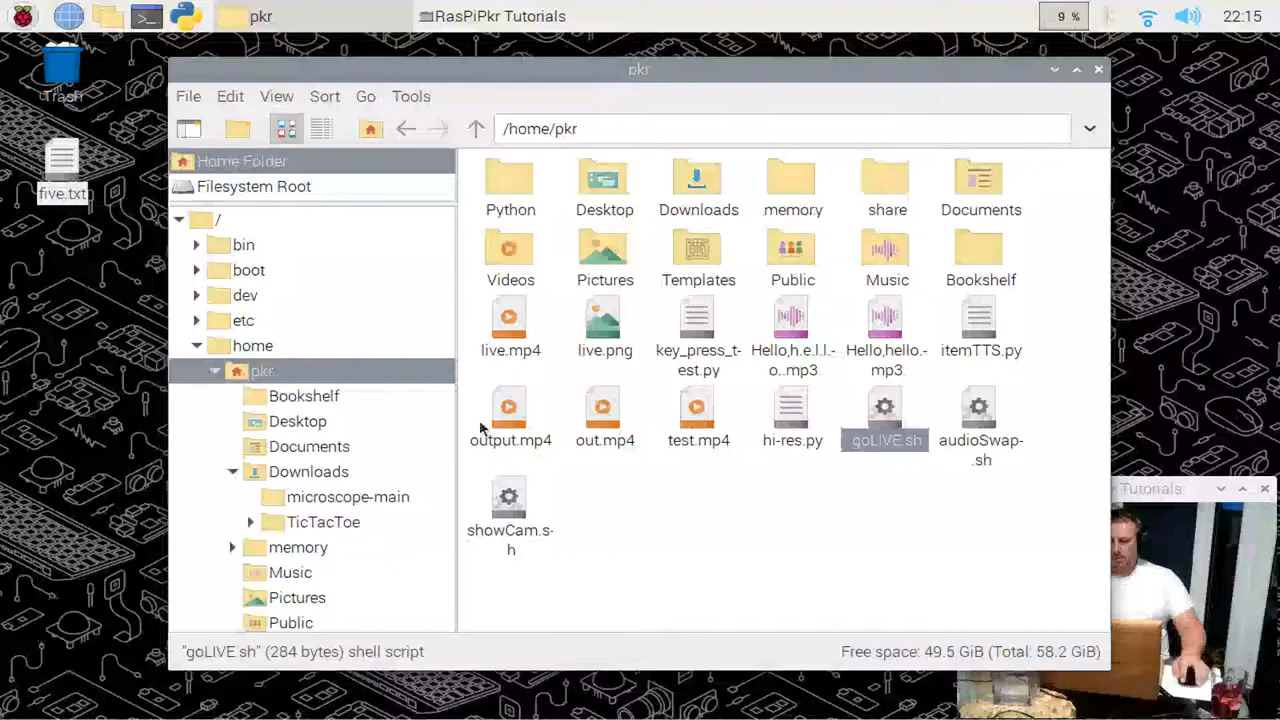 pkr
RasPiPkr Tutorials
9 %
22:15
Trash
five.txt
pkr
File Edit View Sort Go Tools
/home/pkr
Home Folder
Filesystem Root
/
bin
boot
dev
etc
home
pkr
Bookshelf
Desktop
Documents
Downloads
microscope-main
TicTacToe
memory
Music
Pictures
Public
Python
Desktop
Downloads
memory
share
Documents
Videos
Pictures
Templates
Public
Music
Bookshelf
live.mp4
live.png
key_press_t-
est.py
Hello,h.e.l.l.-
o..mp3
Hello,hello.-
mp3
itemTTS.py
output.mp4
out.mp4
test.mp4
hi-res.py
goLIVE.sh
audioSwap-
.sh
showCam.s-
h
Tutorials
"goLIVE.sh" (284 bytes) shell script
Free space: 49.5 GiB (Total: 58.2 GiB)